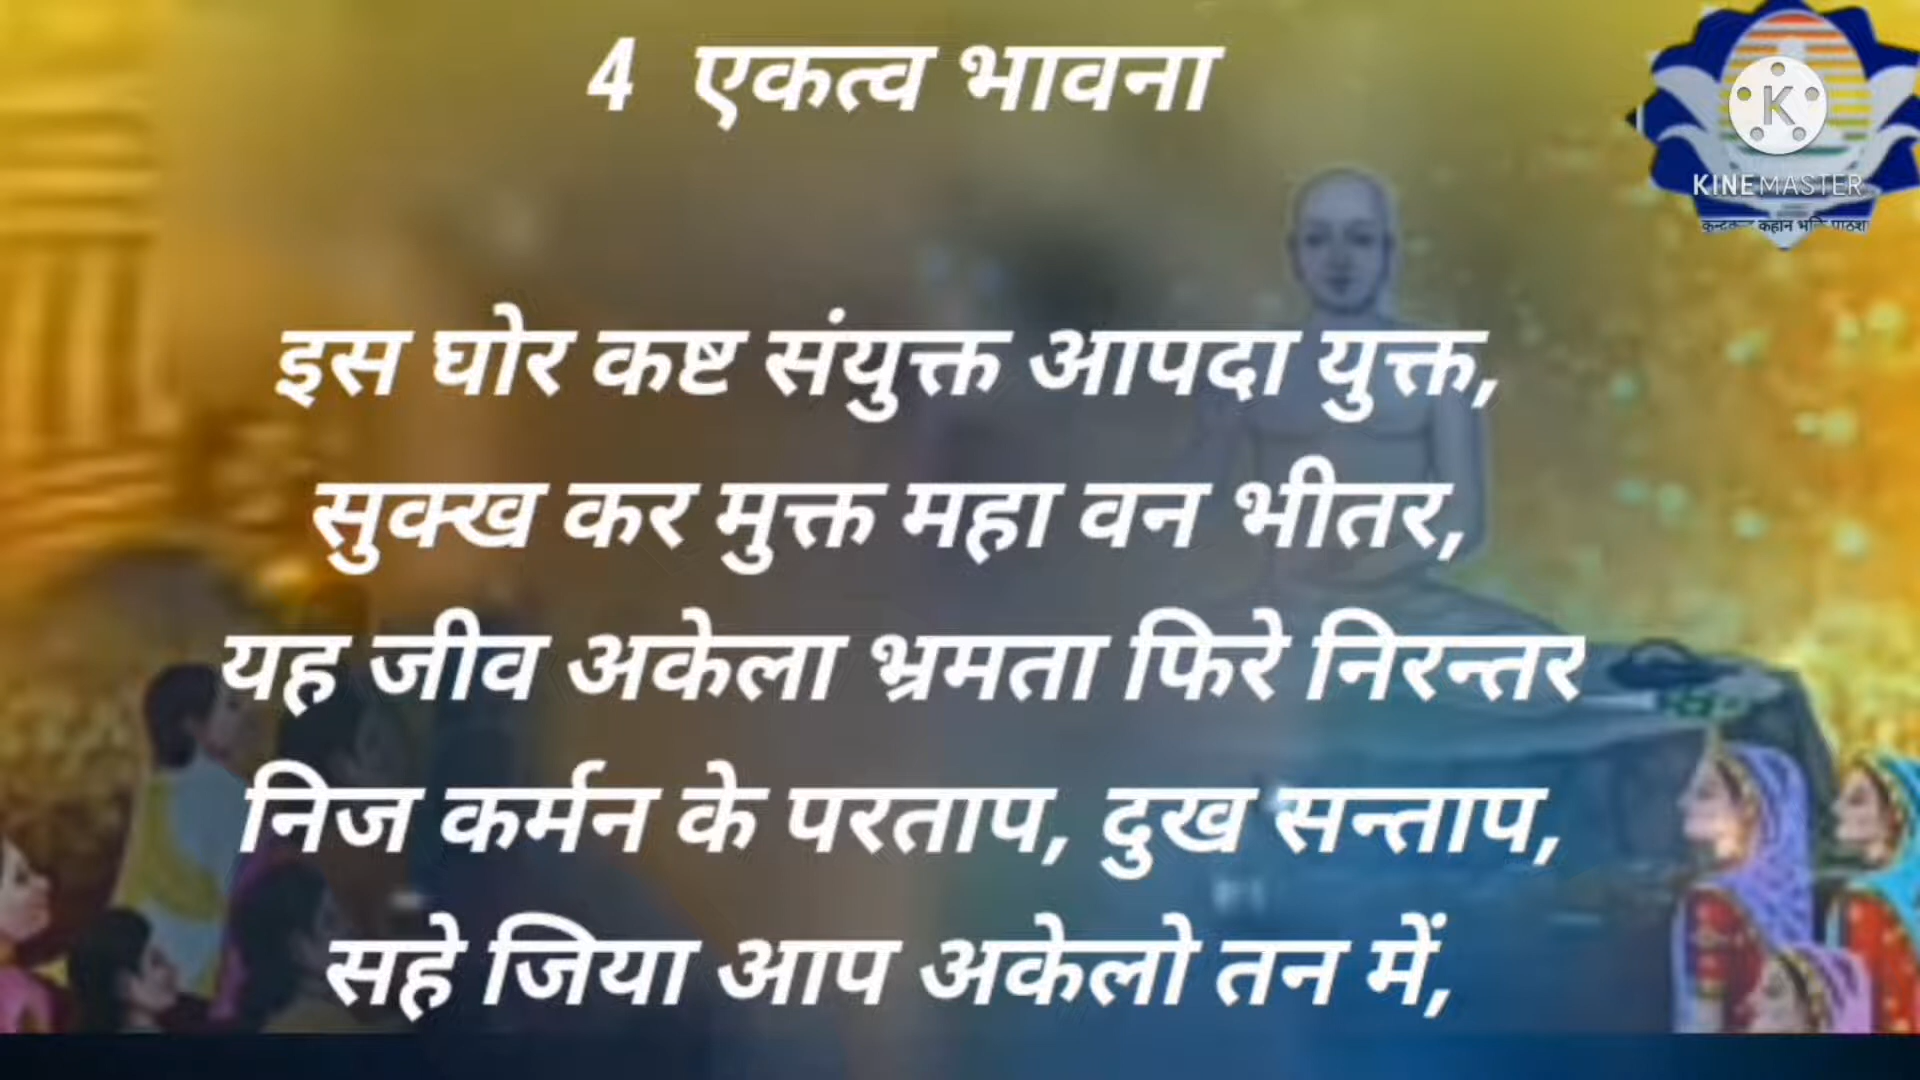 4 एकत्व भावना
KINEMASTER
कहान
इस घोर कष्ट संयुक्त आपदा युक्त,
सुक्ख कर मुक्त महा वन भीतर,
यह जीव अकेला भ्रमता फिरे निरन्तर
निज कर्मन के परताप, दुख सन्ताप,
सहे जिया आप अकेलो तन में,